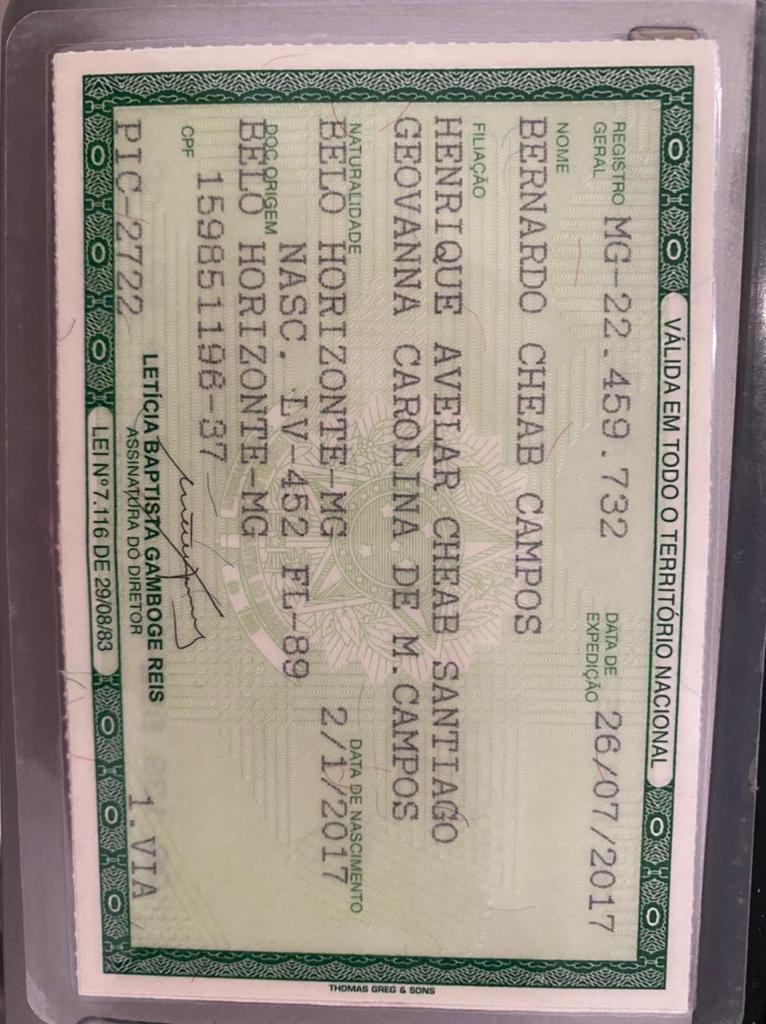 VÁLIDA EM TODO O TERRITÓRIO NACIONAL
REGISTRO GERAL MG-22.459.732 DATA DE EXPEDIÇÃO 26/07/2017
NOME
BERNARDO CHEAB CAMPOS
FILIAÇÃO
HENRIQUE AVELAR CHEAB SANTIAGO
GEOVANNA CAROLINA DE M.CAMPOS
NATURALIDADE DATA DE NASCIMENTO
BELO HORIZONTE-MG 2/1/2017
DOC ORIGEM NASC. LV-452 FL-89
BELO HORIZONTE-MG
CPF 159851196-37
LETÍCIA BAPTISTA GAMBOGE REIS
PIC-2722 ASSINATURA DO DIRETOR 1.VIA
LEI Nº 7.116 DE 29/08/83
THOMAS GREG & SONS